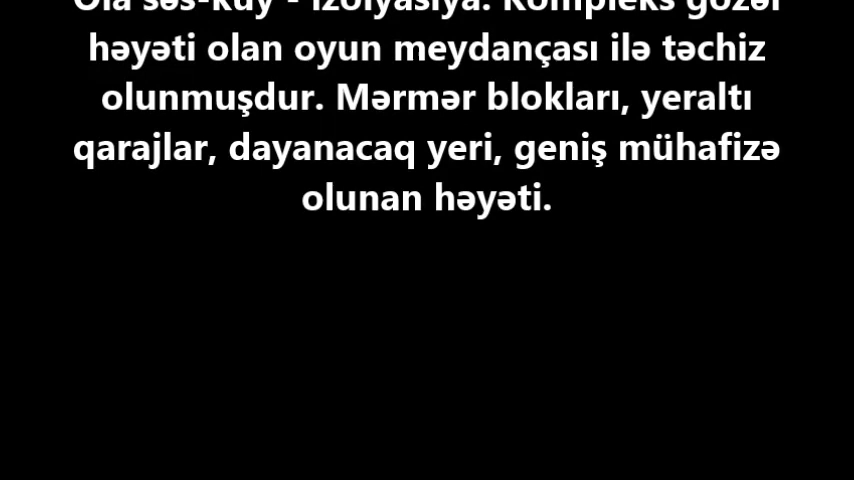 Əla səs-küy - izolyasiya. Kompleks gözəl
həyəti olan oyun meydançası ilə təchiz
olunmuşdur. Mərmər blokları, yeraltı
qarajlar, dayanacaq yeri, geniş mühafizə
olunan həyəti.